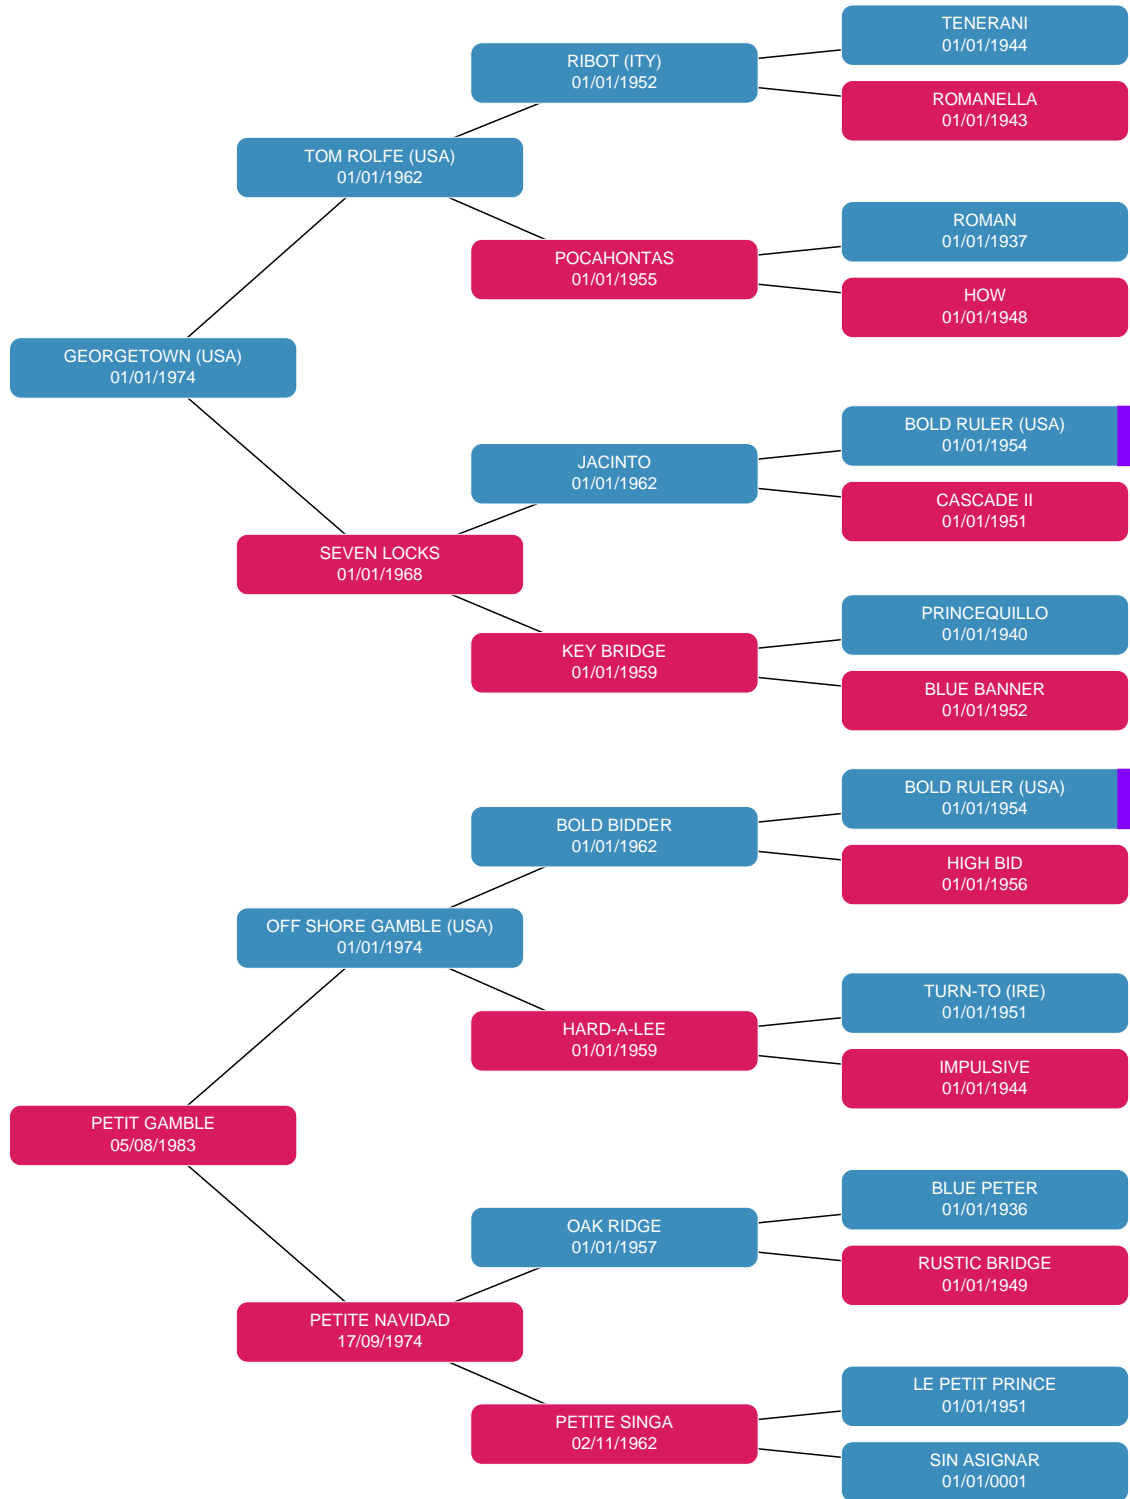 TENERANI
01/01/1944
RIBOT (ITY)
01/01/1952
ROMANELLA
01/01/1943
TOM ROLFE (USA)
01/01/1962
ROMAN
01/01/1937
POCAHONTAS
01/01/1955
HOW
01/01/1948
GEORGETOWN (USA)
01/01/1974
BOLD RULER (USA)
01/01/1954
JACINTO
01/01/1962
CASCADE II
01/01/1951
SEVEN LOCKS
01/01/1968
PRINCEQUILLO
01/01/1940
KEY BRIDGE
01/01/1959
BLUE BANNER
01/01/1952
BOLD RULER (USA)
01/01/1954
BOLD BIDDER
01/01/1962
HIGH BID
01/01/1956
OFF SHORE GAMBLE (USA)
01/01/1974
TURN-TO (IRE)
01/01/1951
HARD-A-LEE
01/01/1959
IMPULSIVE
01/01/1944
PETIT GAMBLE
05/08/1983
BLUE PETER
01/01/1936
OAK RIDGE
01/01/1957
RUSTIC BRIDGE
01/01/1949
PETITE NAVIDAD
17/09/1974
LE PETIT PRINCE
01/01/1951
PETITE SINGA
02/11/1962
SIN ASIGNAR
01/01/0001